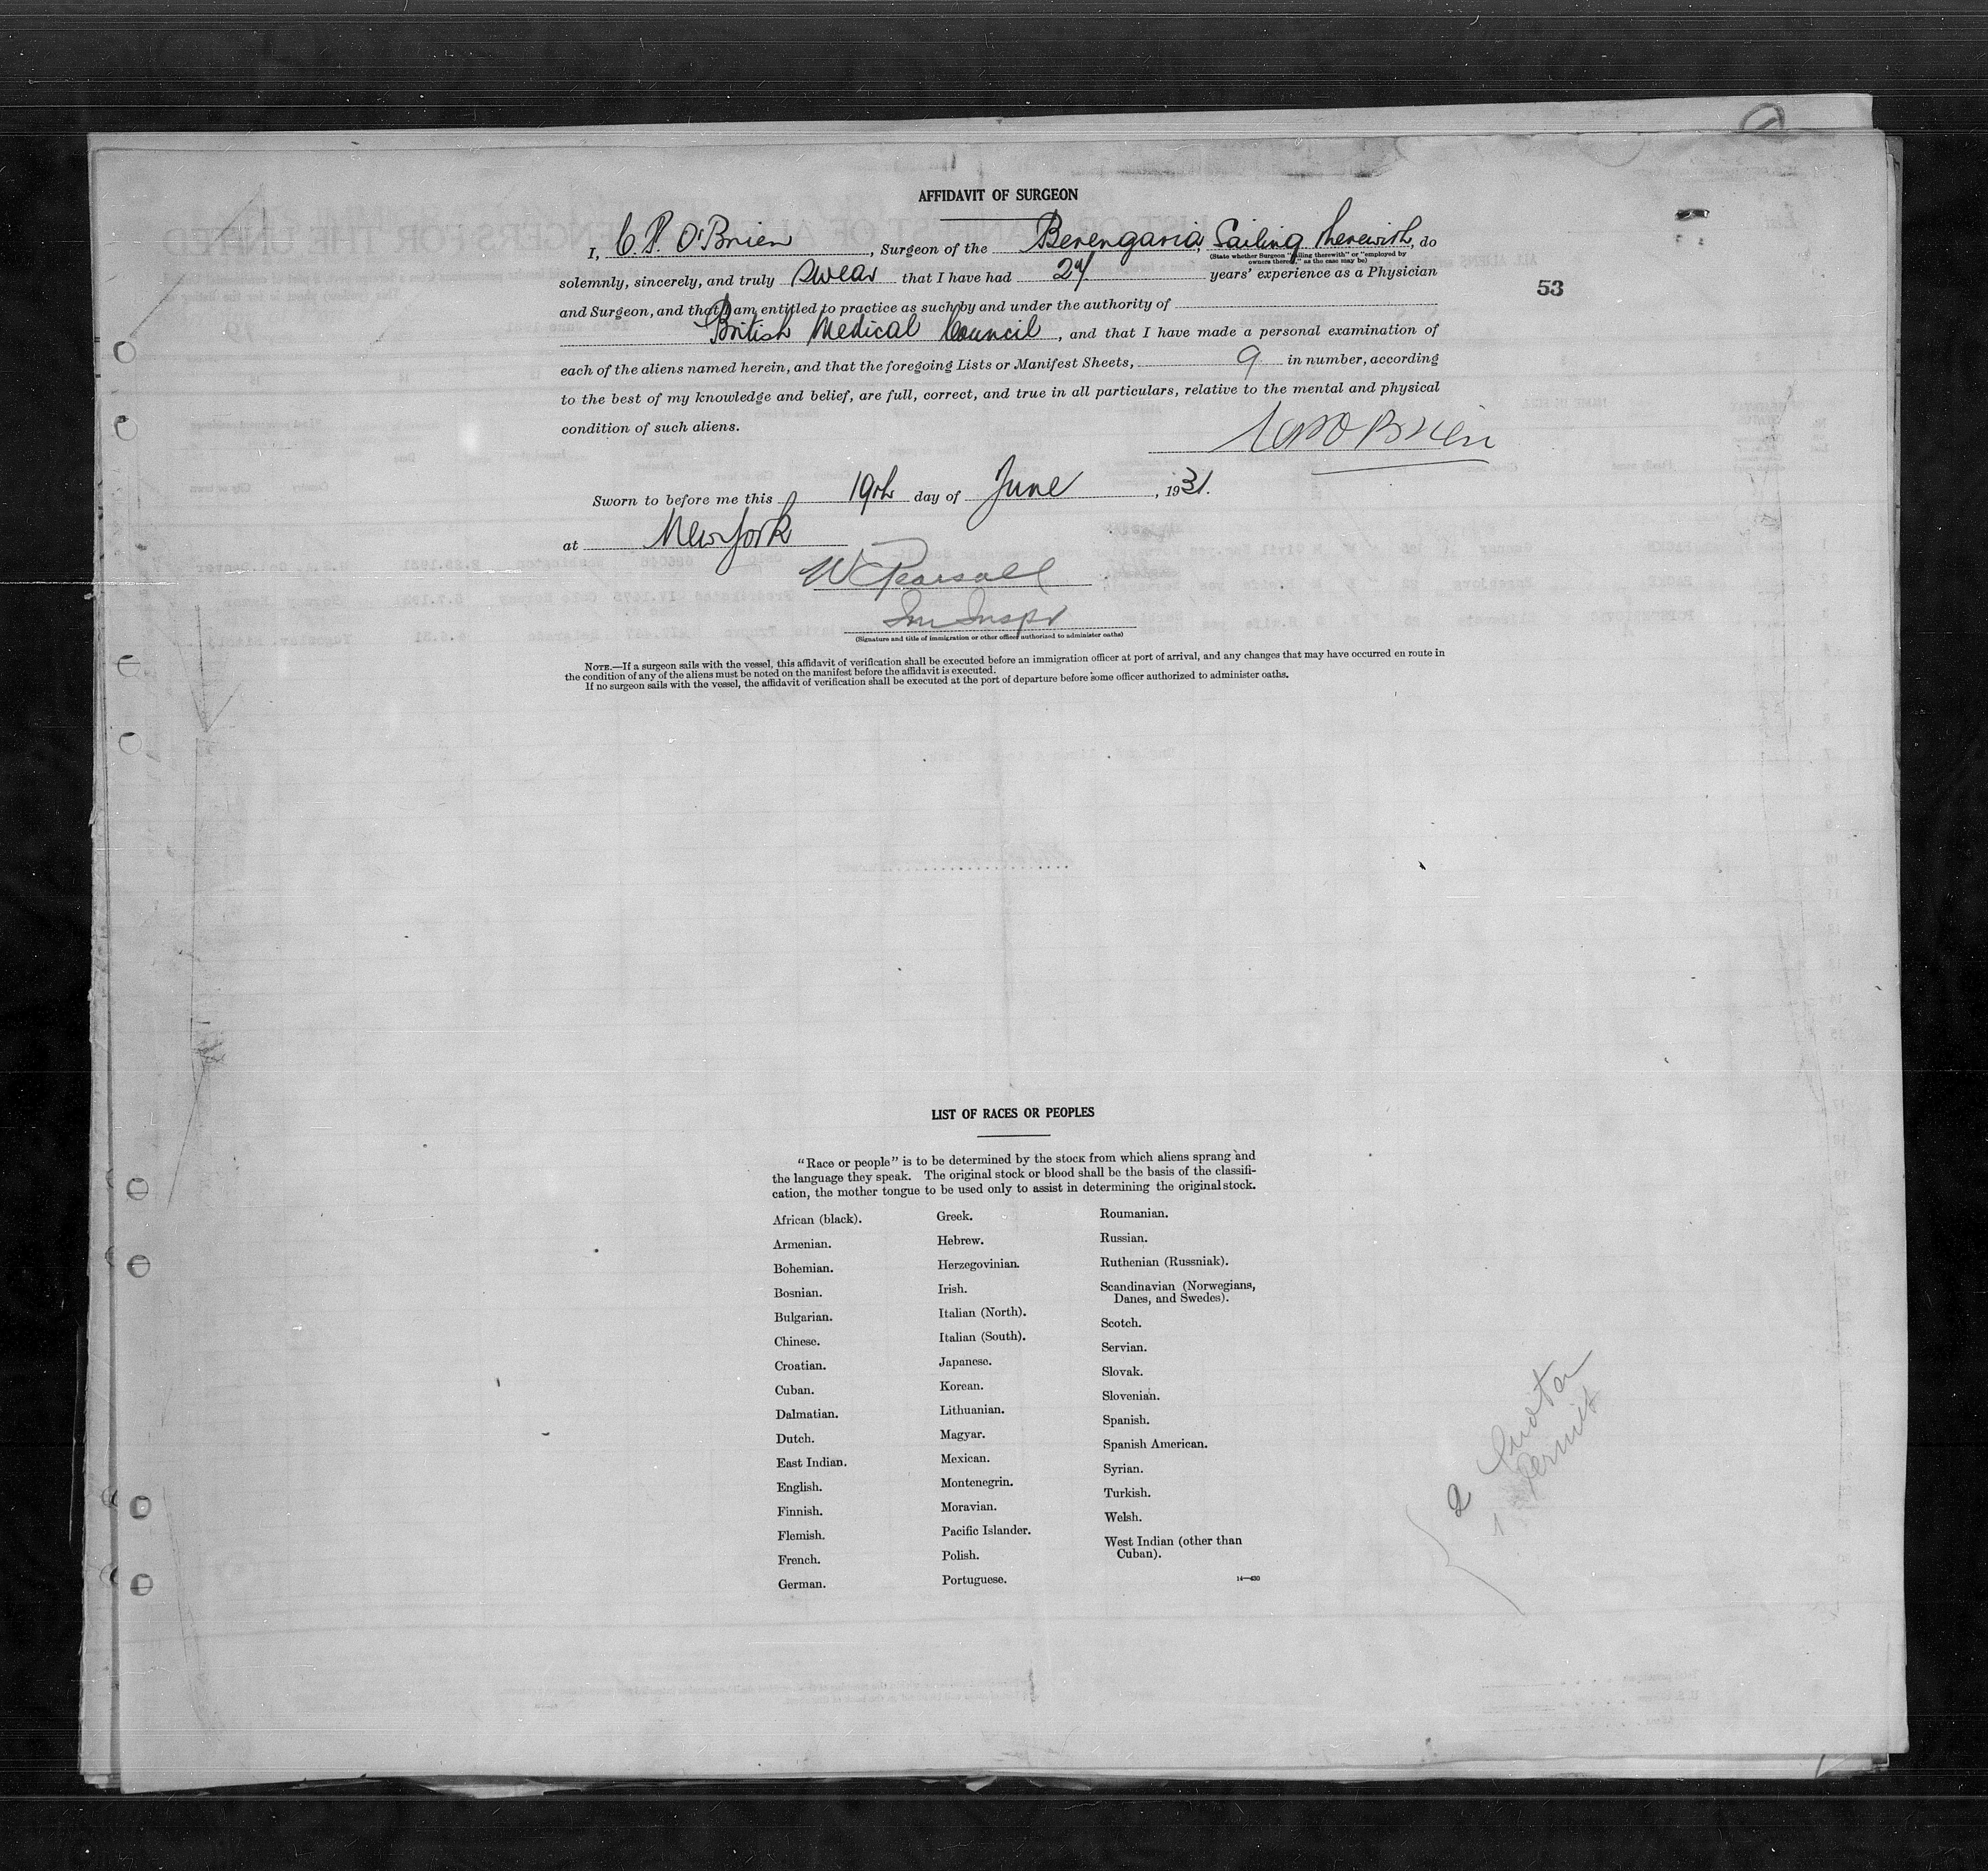 AFFIDAVIT OF SURGEON
I, C. P. O'Brien, Surgeon of the Berengaria, Sailing therewith, do
(State whether Surgeon "sailing therewith" or "employed by
owners thereof," as the case may be)
solemnly, sincerely, and truly swear that I have had 24 years' experience as a Physician
53
and Surgeon, and that I am entitled to practice as such by and under the authority of
British Medical Council, and that I have made a personal examination of
each of the aliens named herein, and that the foregoing Lists or Manifest Sheets, 9 in number, according
to the best of my knowledge and belief, are full, correct, and true in all particulars, relative to the mental and physical
condition of such aliens.
O'Brien
Sworn to before me this 19th day of June, 1931.
at New York
W Pearsall
Im Inspr
(Signature and title of immigration or other officer authorized to administer oaths)
NOTE.—If a surgeon sails with the vessel, this affidavit of verification shall be executed before an immigration officer at port of arrival, and any changes that may have occurred en route in
the condition of any of the aliens must be noted on the manifest before the affidavit is executed.
If no surgeon sails with the vessel, the affidavit of verification shall be executed at the port of departure before some officer authorized to administer oaths.
LIST OF RACES OR PEOPLES
"Race or people" is to be determined by the stock from which aliens sprang and
the language they speak. The original stock or blood shall be the basis of the classifi-
cation, the mother tongue to be used only to assist in determining the original stock.
African (black).
Armenian.
Bohemian.
Bosnian.
Bulgarian.
Chinese.
Croatian.
Cuban.
Dalmatian.
Dutch.
East Indian.
English.
Finnish.
Flemish.
French.
German.
Greek.
Hebrew.
Herzegovinian.
Irish.
Italian (North).
Italian (South).
Japanese.
Korean.
Lithuanian.
Magyar.
Mexican.
Montenegrin.
Moravian.
Pacific Islander.
Polish.
Portuguese.
Roumanian.
Russian.
Ruthenian (Russniak).
Scandinavian (Norwegians,
Danes, and Swedes).
Scotch.
Servian.
Slovak.
Slovenian.
Spanish.
Spanish American.
Syrian.
Turkish.
Welsh.
West Indian (other than
Cuban).
14—430
2 Quota
1 Permit